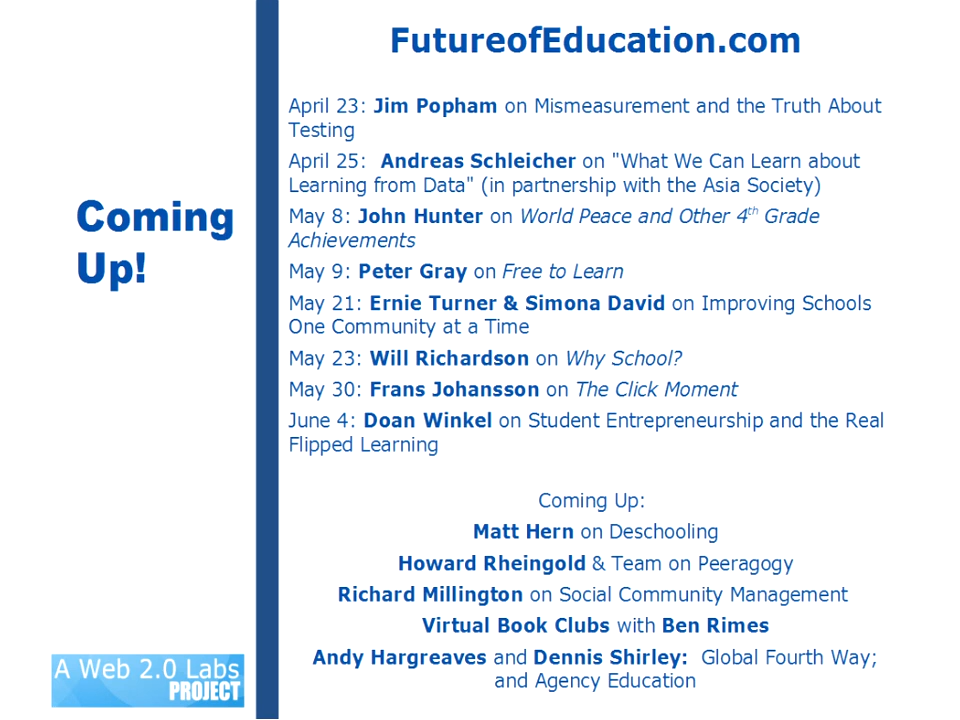 FutureofEducation.com
April 23: Jim Popham on Mismeasurement and the Truth About
Testing
April 25:  Andreas Schleicher on "What We Can Learn about
Learning from Data" (in partnership with the Asia Society)
May 8: John Hunter on World Peace and Other 4th Grade
Achievements
May 9: Peter Gray on Free to Learn
May 21: Ernie Turner & Simona David on Improving Schools
One Community at a Time
May 23: Will Richardson on Why School?
May 30: Frans Johansson on The Click Moment
June 4: Doan Winkel on Student Entrepreneurship and the Real
Flipped Learning
Coming Up:
Matt Hern on Deschooling
Howard Rheingold & Team on Peeragogy
Richard Millington on Social Community Management
Virtual Book Clubs with Ben Rimes
Andy Hargreaves and Dennis Shirley:  Global Fourth Way;
and Agency Education
Coming
Up!
A Web 2.0 Labs
PROJECT